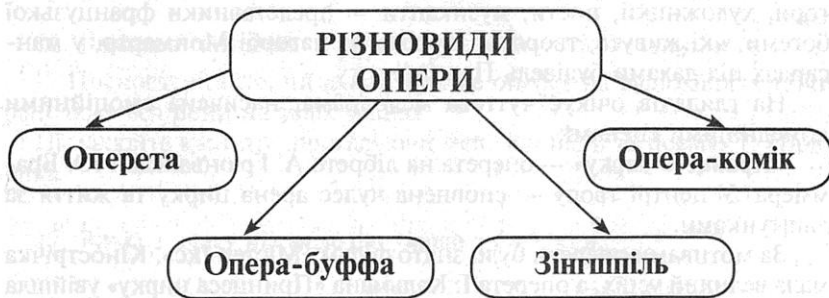 РІЗНОВИДИ
ОПЕРИ
Оперета
Опера-комік
Опера-буффа
Зінгшпіль